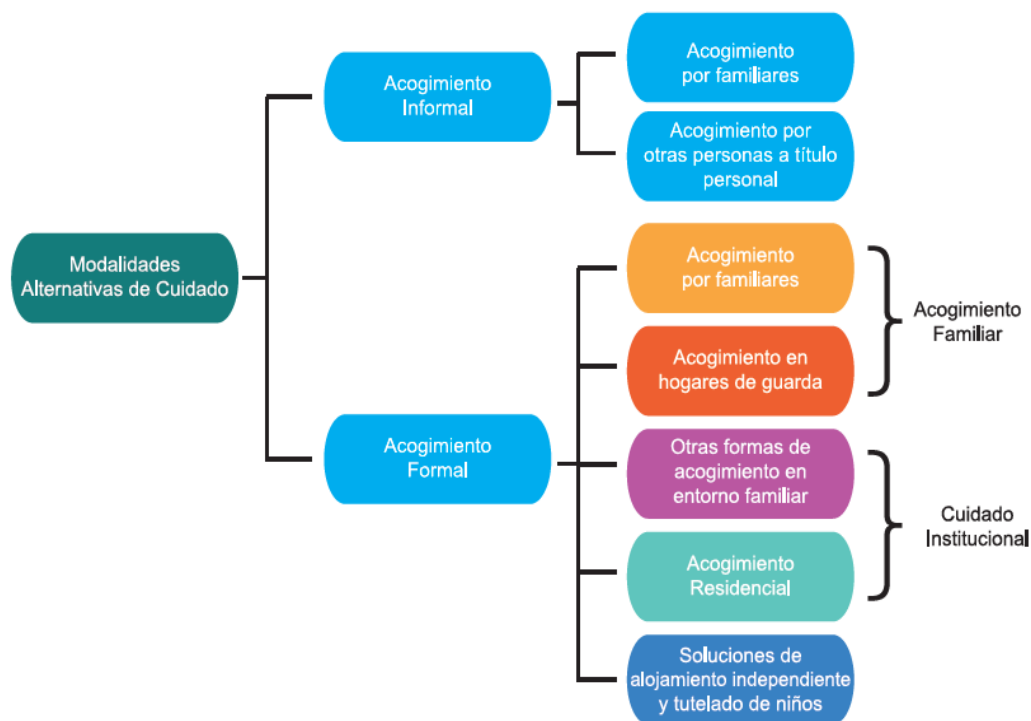 Modalidades
Alternativas de Cuidado
Acogimiento
Informal
Acogimiento
por familiares
Acogimiento por
otras personas a título
personal
Acogimiento
Formal
Acogimiento
por familiares
Acogimiento en
hogares de guarda
Acogimiento
Familiar
Otras formas de
acogimiento en
entorno familiar
Acogimiento
Residencial
Cuidado
Institucional
Soluciones de
alojamiento independiente
y tutelado de niños